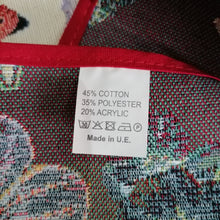 45% COTTON
35% POLYESTER
20% ACRYLIC
Made in U.E.